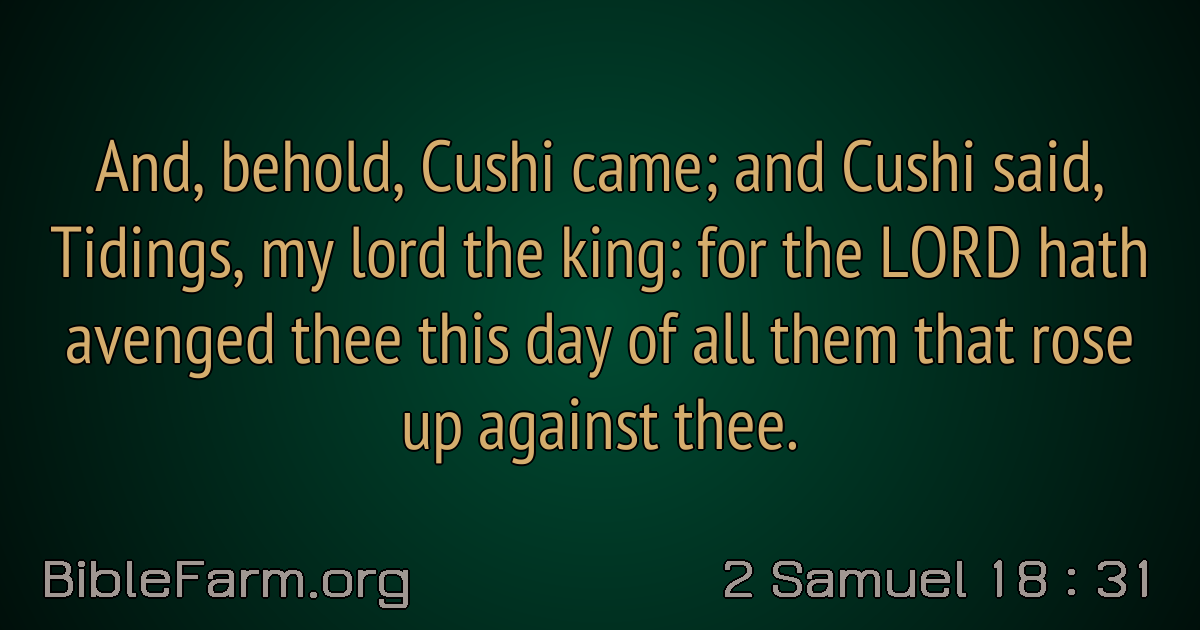 And, behold, Cushi came; and Cushi said,
Tidings, my lord the king: for the LORD hath
avenged thee this day of all them that rose
up against thee.
BibleFarm.org
2 Samuel 18 : 31